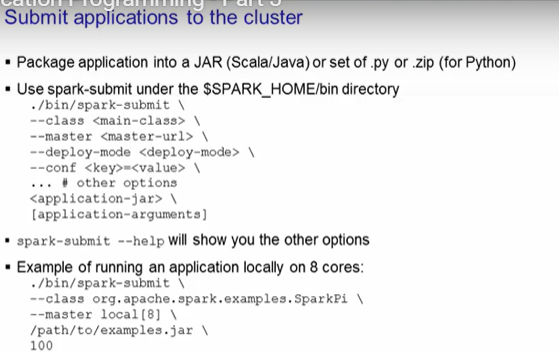 Submit applications to the cluster
▪ Package application into a JAR (Scala/Java) or set of .py or .zip (for Python)
▪ Use spark-submit under the $SPARK_HOME/bin directory
./bin/spark-submit \
--class <main-class> \
--master <master-url> \
--deploy-mode <deploy-mode> \
--conf <key>=<value> \
... # other options
<application-jar> \
[application-arguments]
▪ spark-submit --help will show you the other options
▪ Example of running an application locally on 8 cores:
./bin/spark-submit \
--class org.apache.spark.examples.SparkPi \
--master local[8] \
/path/to/examples.jar \
100